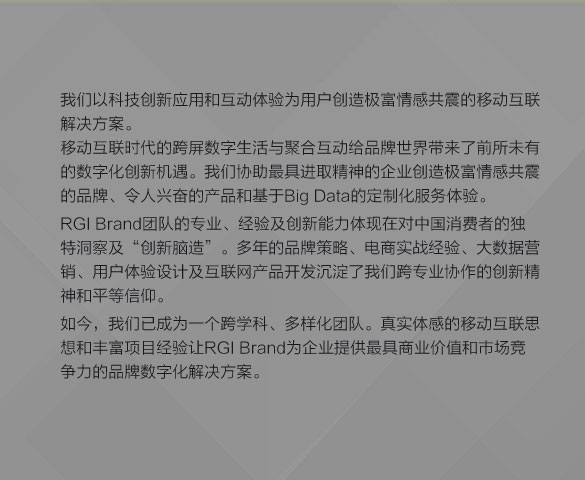 我们以科技创新应用和互动体验为用户创造极富情感共震的移动互联
解决方案。
移动互联时代的跨屏数字生活与聚合互动给品牌世界带来了前所未有
的数字化创新机遇。我们协助最具进取精神的企业创造极富情感共震
的品牌、令人兴奋的产品和基于Big Data的定制化服务体验。
RGI Brand团队的专业、经验及创新能力体现在对中国消费者的独
特洞察及“创新脑造”。多年的品牌策略、电商实战经验、大数据营
销、用户体验设计及互联网产品开发沉淀了我们跨专业协作的创新精
神和平等信仰。
如今，我们已成为一个跨学科、多样化团队。真实体感的移动互联思
想和丰富项目经验让RGI Brand为企业提供最具商业价值和市场竞
争力的品牌数字化解决方案。